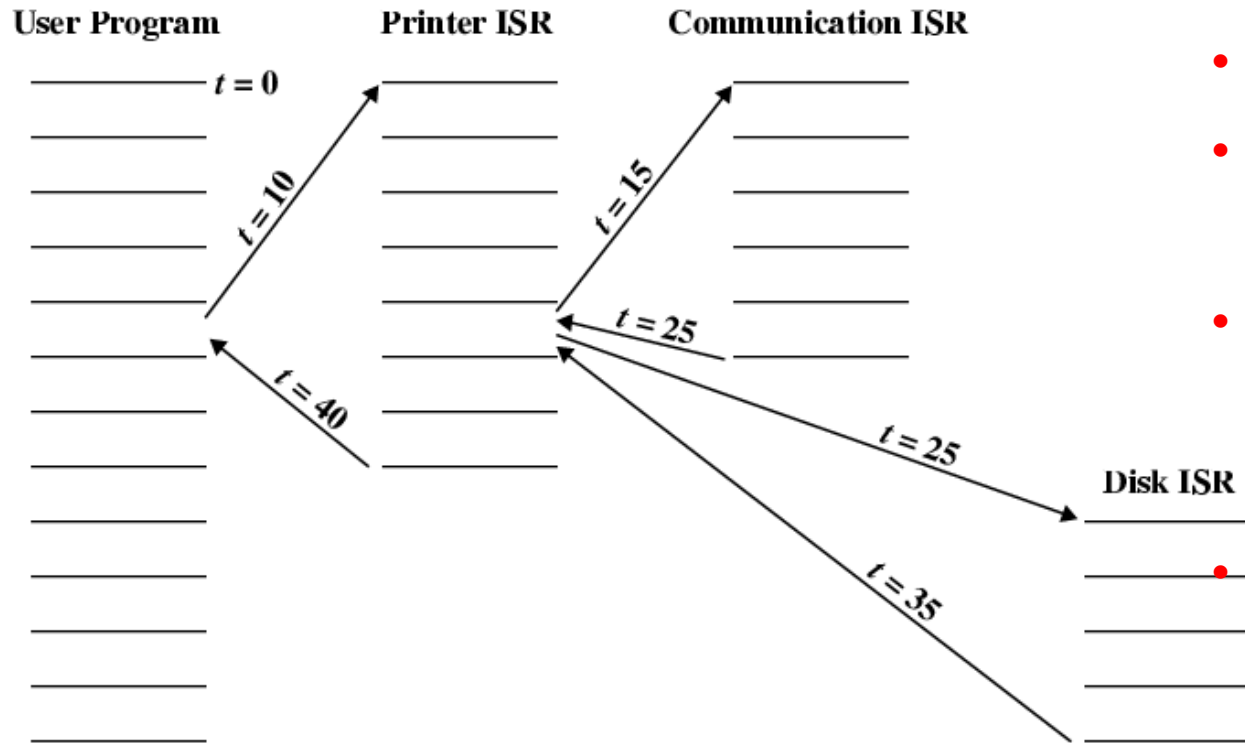 User Program
Printer ISR
Communication ISR
t = 0
t = 10
t = 15
t = 25
t = 40
t = 25
Disk ISR
t = 35